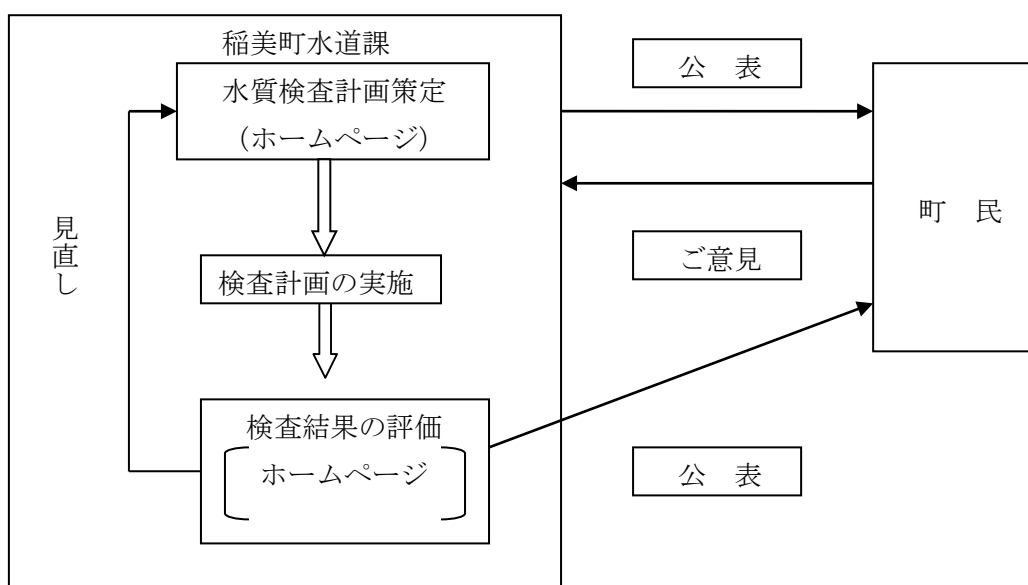 稲美町水道課
水質検査計画策定
（ホームページ）
見直し
検査計画の実施
検査結果の評価
ホームページ
公　表
ご意見
公　表
町　民